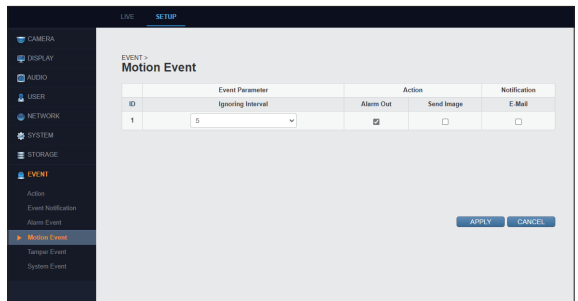 LIVE SETUP
CAMERA
DISPLAY
AUDIO
USER
NETWORK
SYSTEM
STORAGE
EVENT
Action
Event Notification
Alarm Event
Motion Event
Tamper Event
System Event
EVENT >
Motion Event
Event Parameter Action Notification
ID Ignoring Interval Alarm Out Send Image E-Mail
1 5
APPLY CANCEL